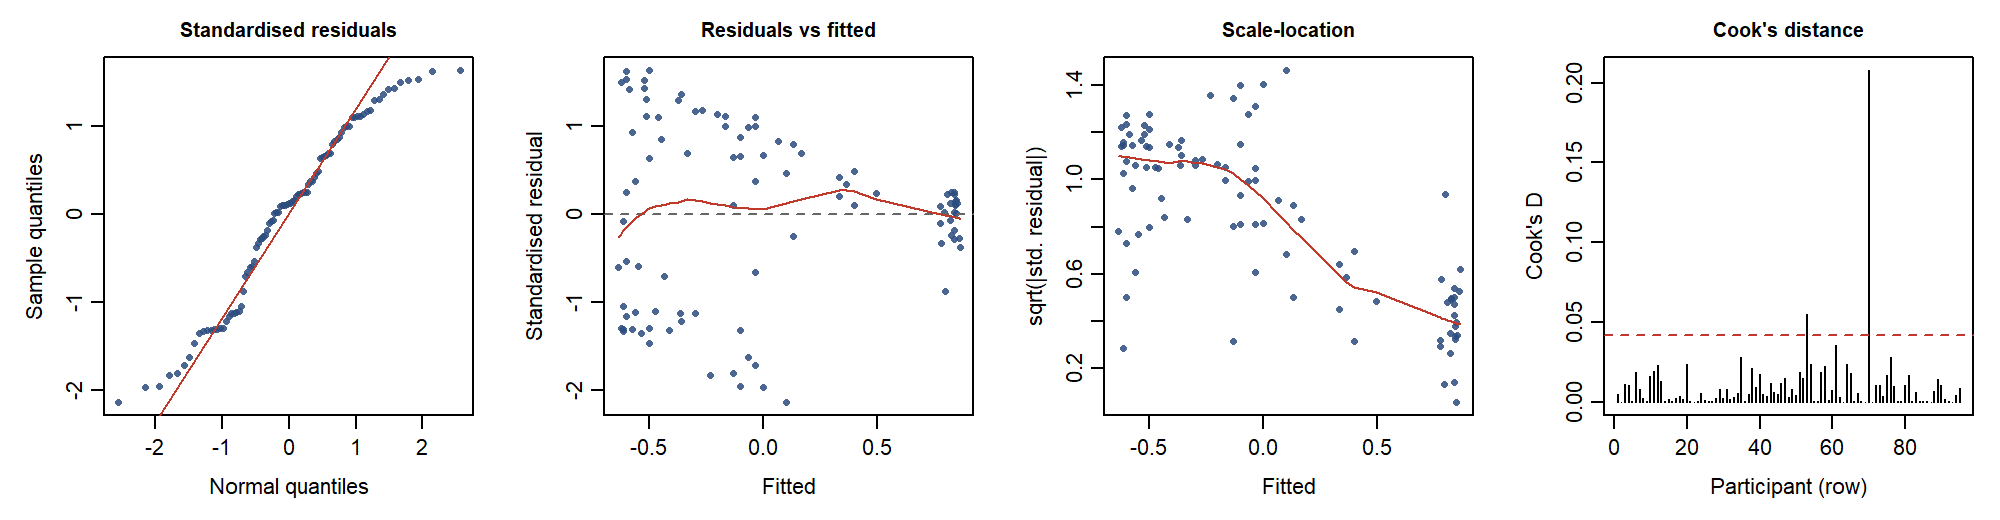 Standardised residuals
Sample quantiles
1
0
-1
-2
-2
-1
0
1
2
Normal quantiles
Residuals vs fitted
Standardised residual
1
0
-1
-2
-0.5
0.0
0.5
Fitted
Scale-location
sqrt(|std. residual|)
1.4
1.0
0.6
0.2
-0.5
0.0
0.5
Fitted
Cook's distance
Cook's D
0.20
0.15
0.10
0.05
0.00
0
20
40
60
80
Participant (row)